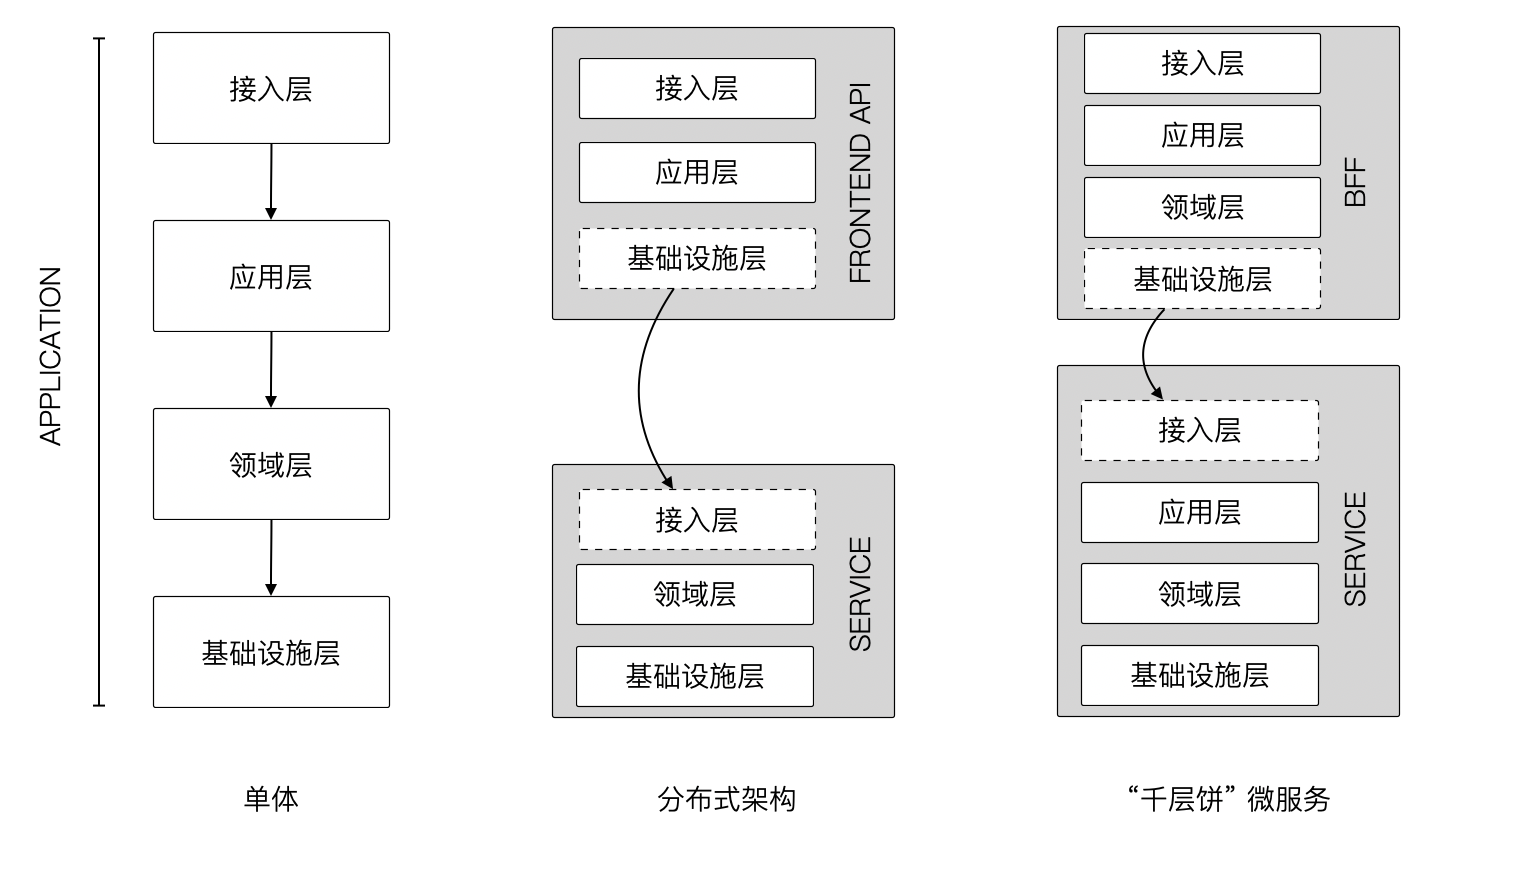 APPLICATION
接入层
应用层
领域层
基础设施层
单体
接入层
应用层
基础设施层
FRONTEND API
接入层
领域层
基础设施层
SERVICE
分布式架构
接入层
应用层
领域层
基础设施层
BFF
接入层
应用层
领域层
基础设施层
SERVICE
“千层饼” 微服务